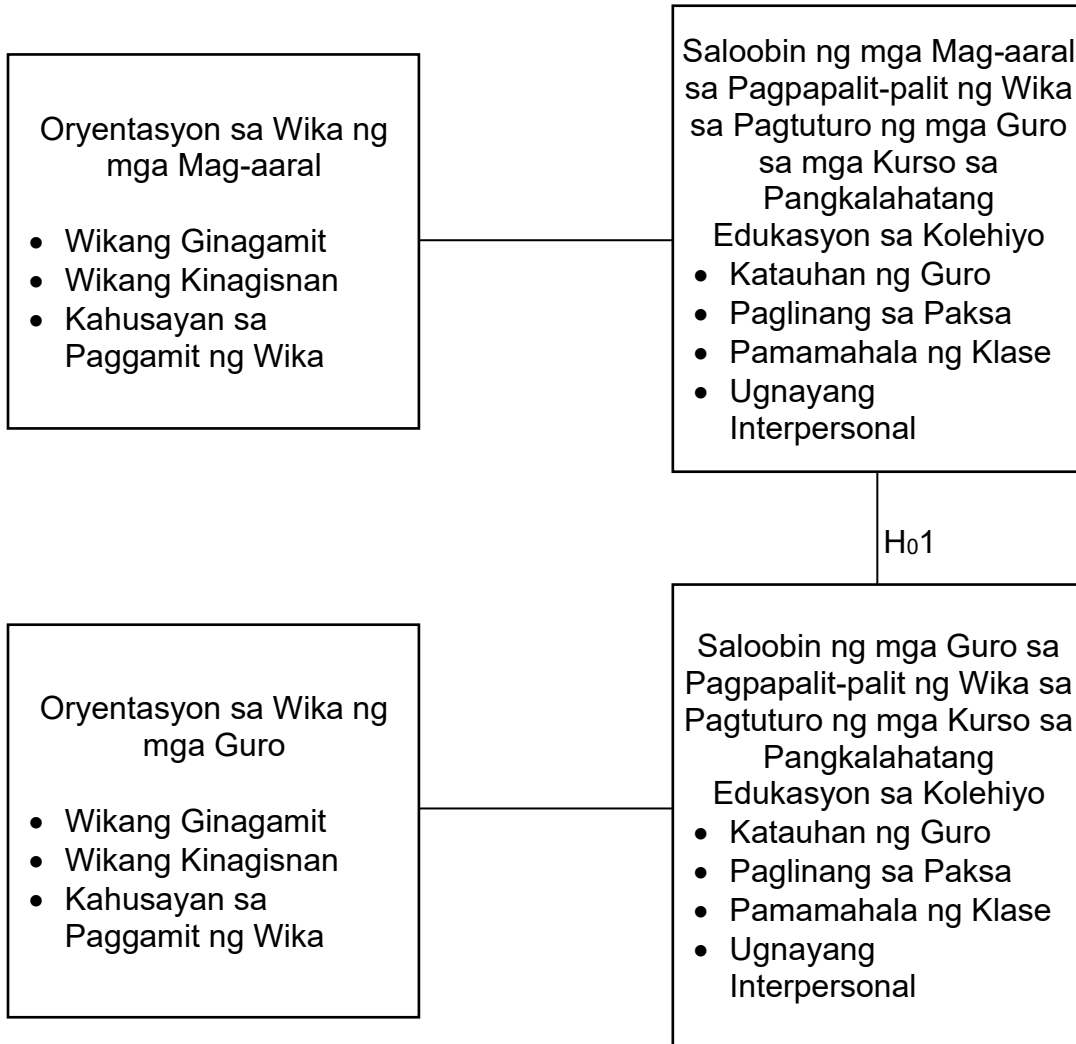 Oryentasyon sa Wika ng
mga Mag-aaral
• Wikang Ginagamit
• Wikang Kinagisnan
• Kahusayan sa
Paggamit ng Wika
Saloobin ng mga Mag-aaral
sa Pagpapalit-palit ng Wika
sa Pagtuturo ng mga Guro
sa mga Kurso sa
Pangkalahatang
Edukasyon sa Kolehiyo
• Katauhan ng Guro
• Paglinang sa Paksa
• Pamamahala ng Klase
• Ugnayang
Interpersonal
H₀1
Oryentasyon sa Wika ng
mga Guro
• Wikang Ginagamit
• Wikang Kinagisnan
• Kahusayan sa
Paggamit ng Wika
Saloobin ng mga Guro sa
Pagpapalit-palit ng Wika sa
Pagtuturo ng mga Kurso sa
Pangkalahatang
Edukasyon sa Kolehiyo
• Katauhan ng Guro
• Paglinang sa Paksa
• Pamamahala ng Klase
• Ugnayang
Interpersonal